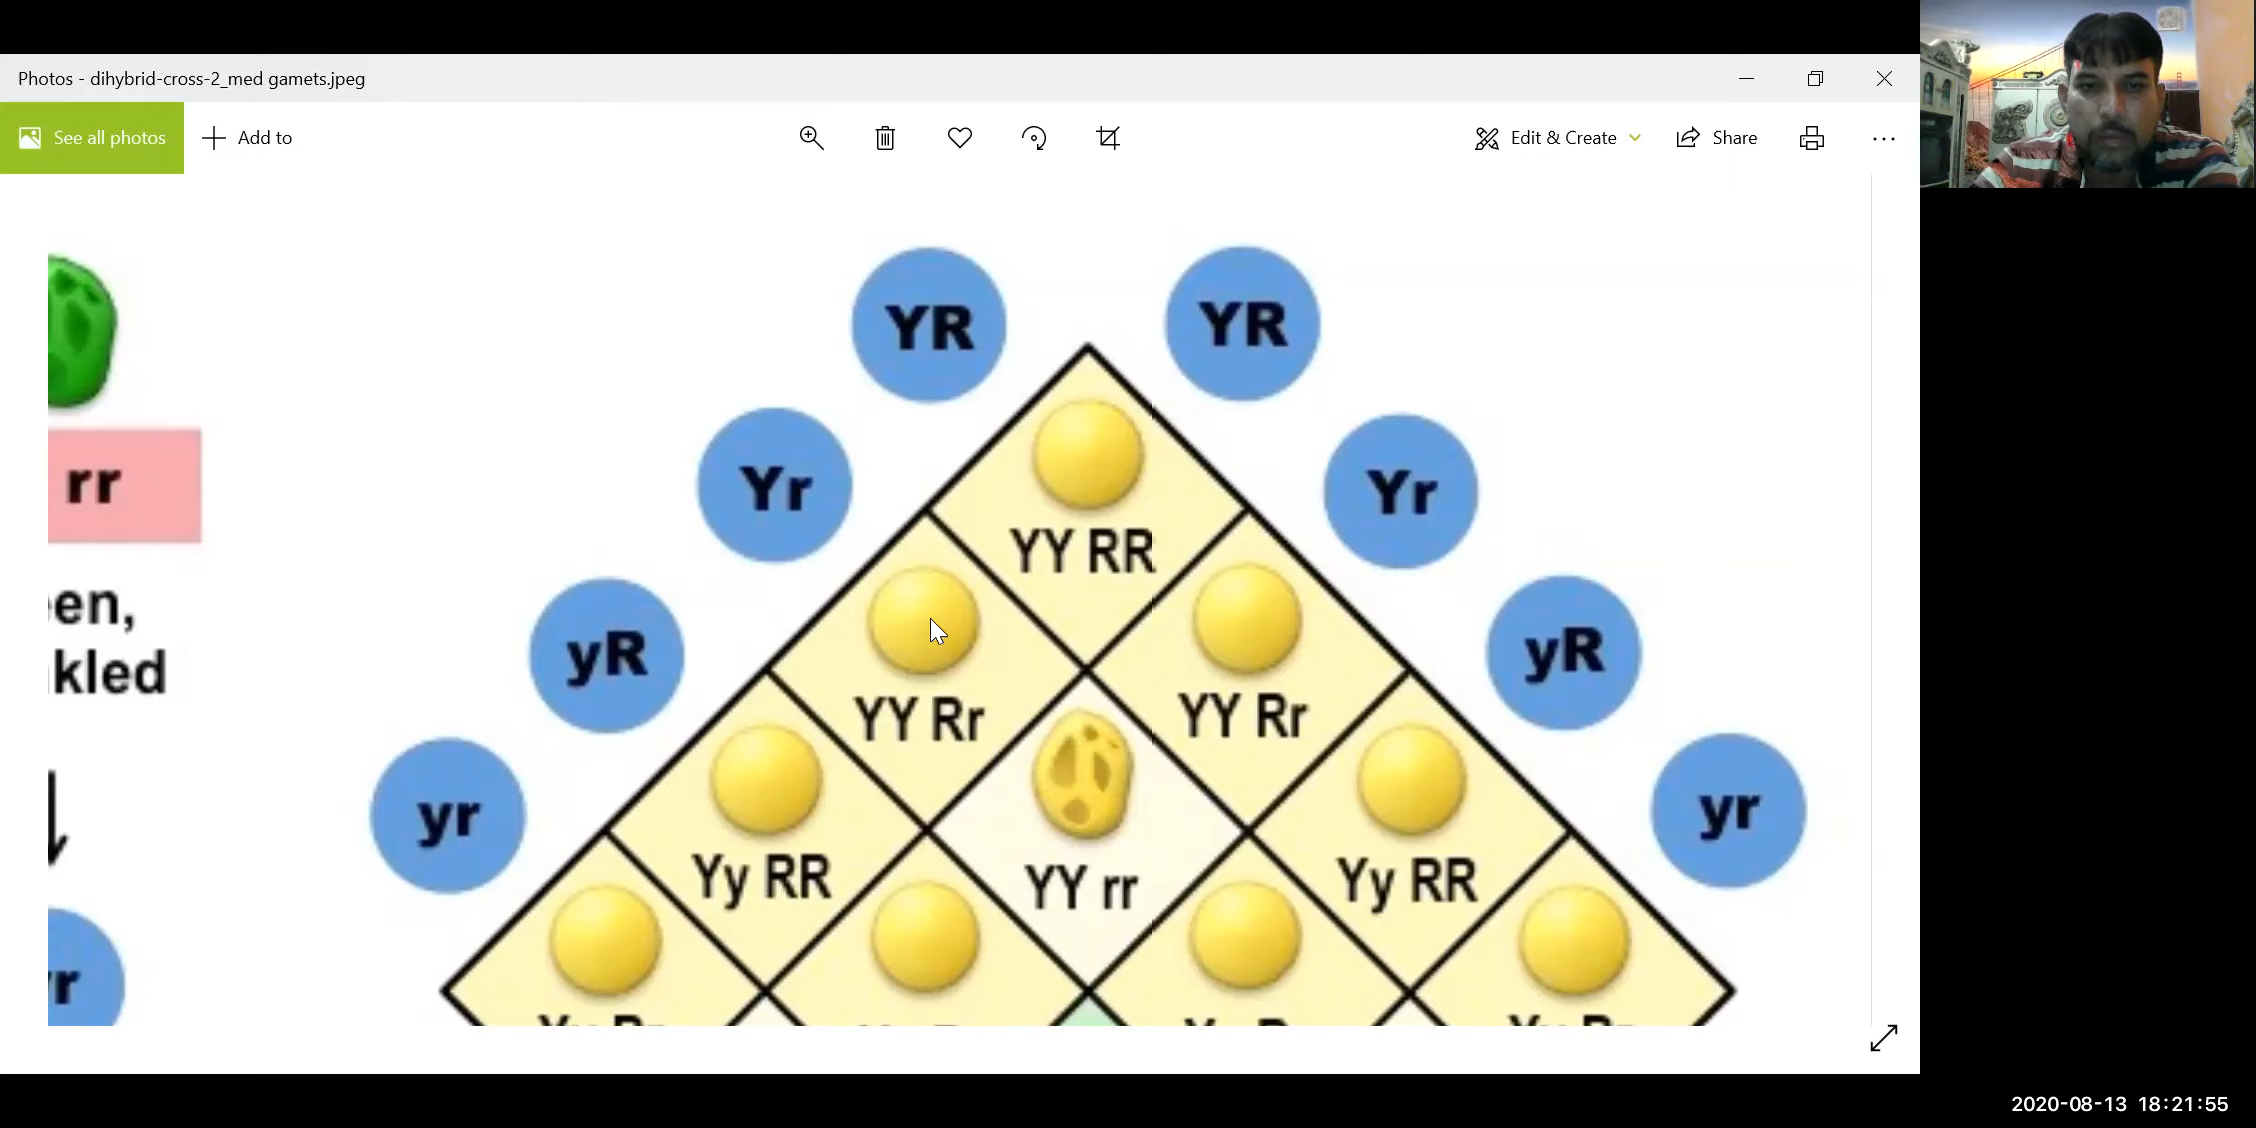 Photos - dihybrid-cross-2_med gamets.jpeg
See all photos
Add to
Edit & Create
Share
YR
YR
Yr
Yr
YY RR
rr
yR
yR
YY Rr
YY Rr
yr
yr
Yy RR
YY rr
Yy RR
2020-08-13 18:21:55